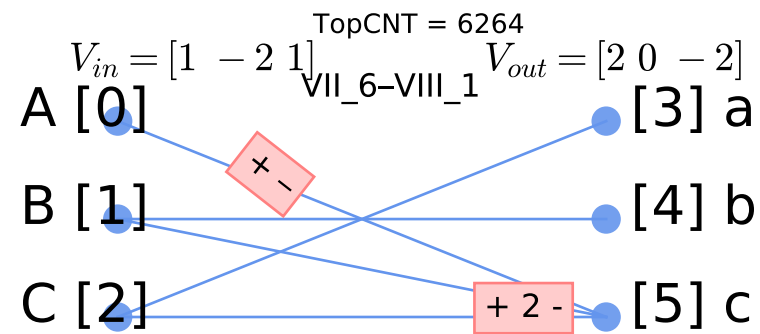 TopCNT = 6264
V_in = [1 −2 1] V_out = [2 0 −2]
VII_6–VIII_1
A [0] [3] a
+ -
B [1] [4] b
C [2] + 2 - [5] c